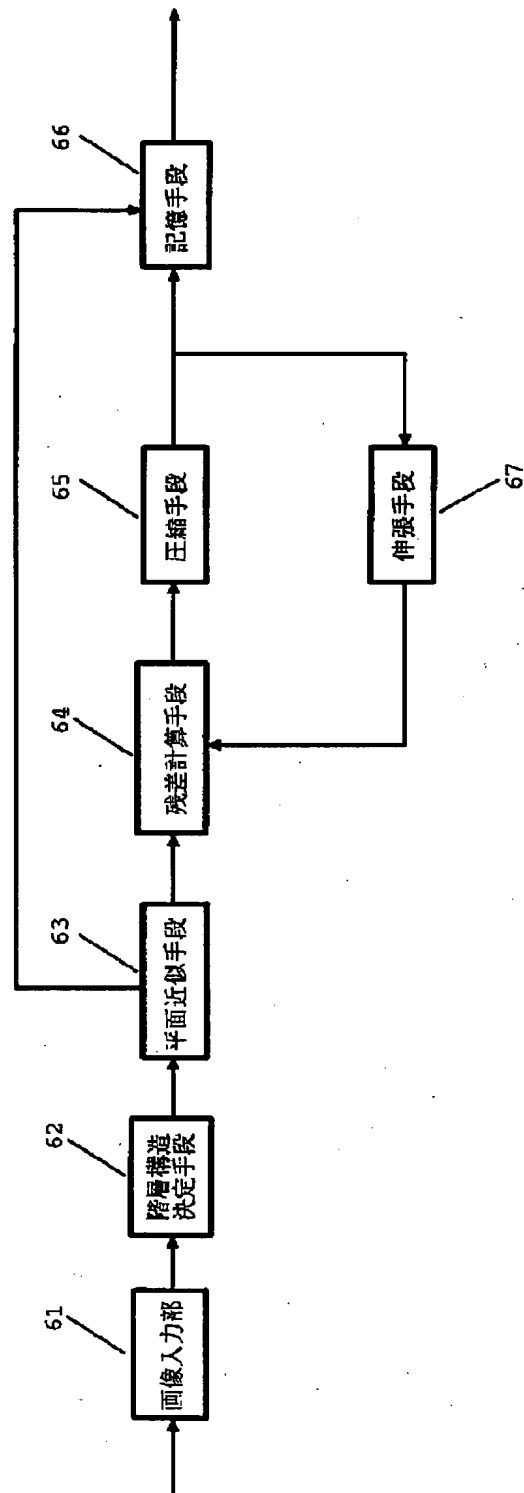 61
画像入力部
62
階層構造
決定手段
63
平面近似手段
64
残差計算手段
65
圧縮手段
66
記憶手段
67
伸張手段